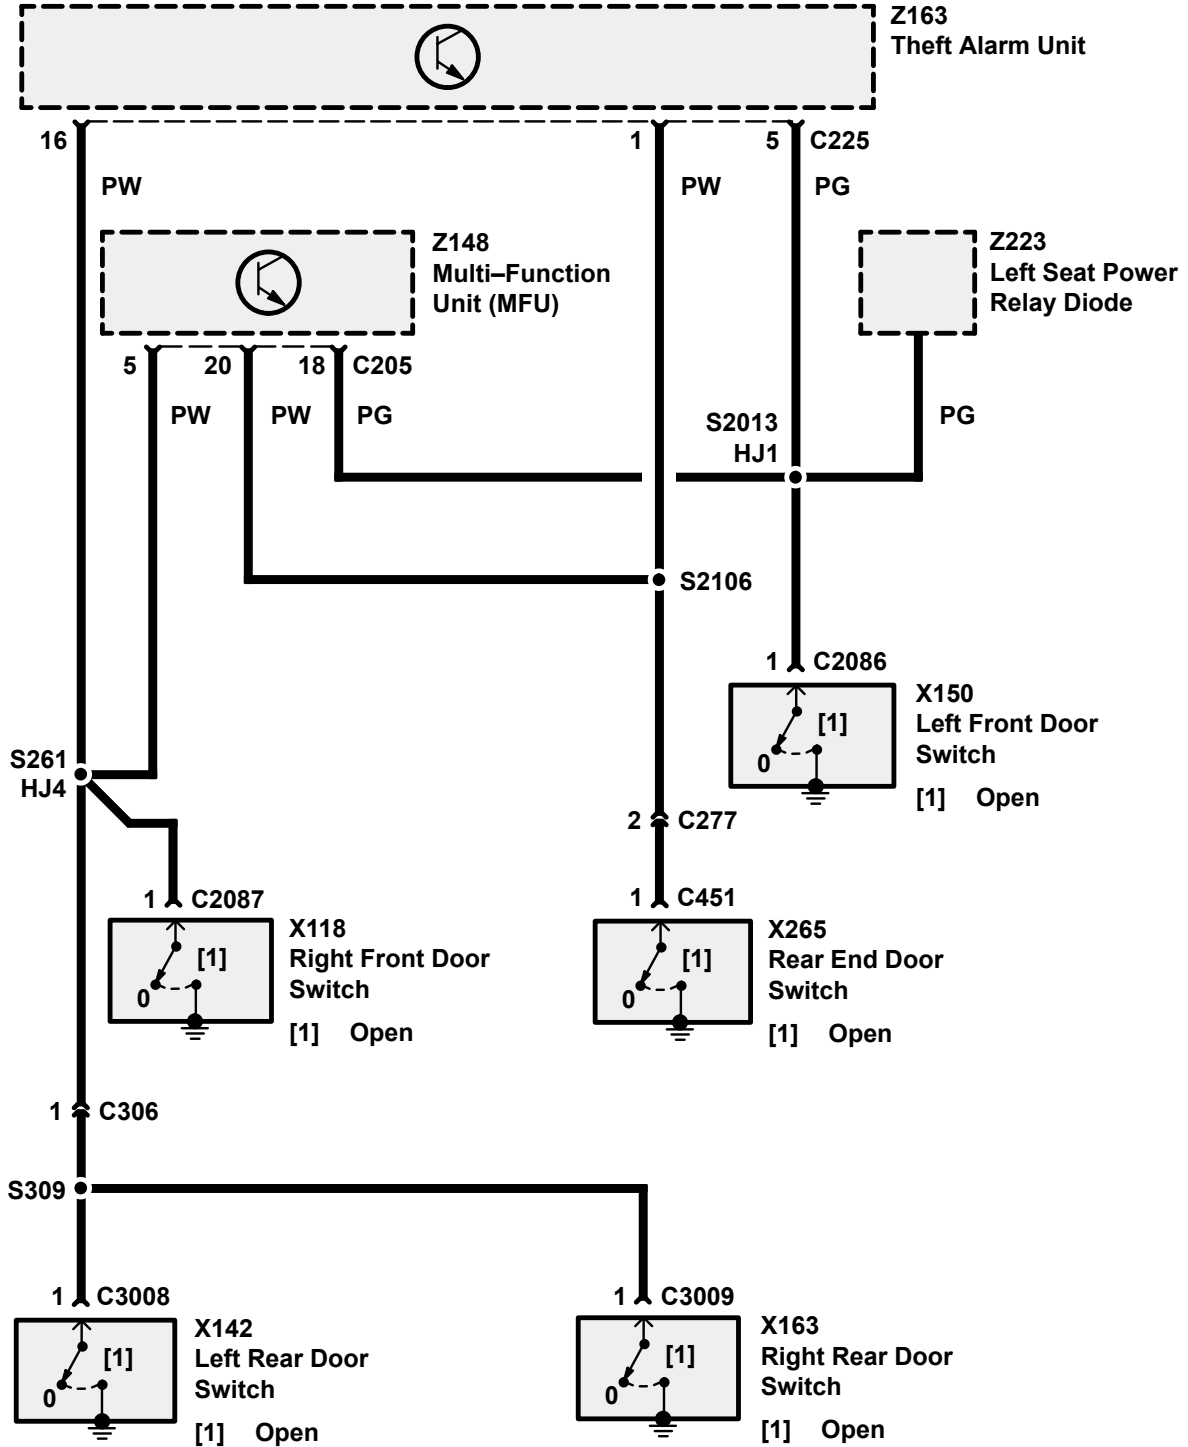 Z163
Theft Alarm Unit
16
1
5
C225
PW
PW
PG
Z148
Multi–Function
Unit (MFU)
Z223
Left Seat Power
Relay Diode
5
20
18
C205
PW
PW
PG
S2013
HJ1
PG
S2106
1
C2086
X150
Left Front Door
Switch
[1]
0
[1] Open
S261
HJ4
2
C277
1
C2087
X118
Right Front Door
Switch
[1]
0
[1] Open
1
C451
X265
Rear End Door
Switch
[1]
0
[1] Open
1
C306
S309
1
C3008
X142
Left Rear Door
Switch
[1]
0
[1] Open
1
C3009
X163
Right Rear Door
Switch
[1]
0
[1] Open